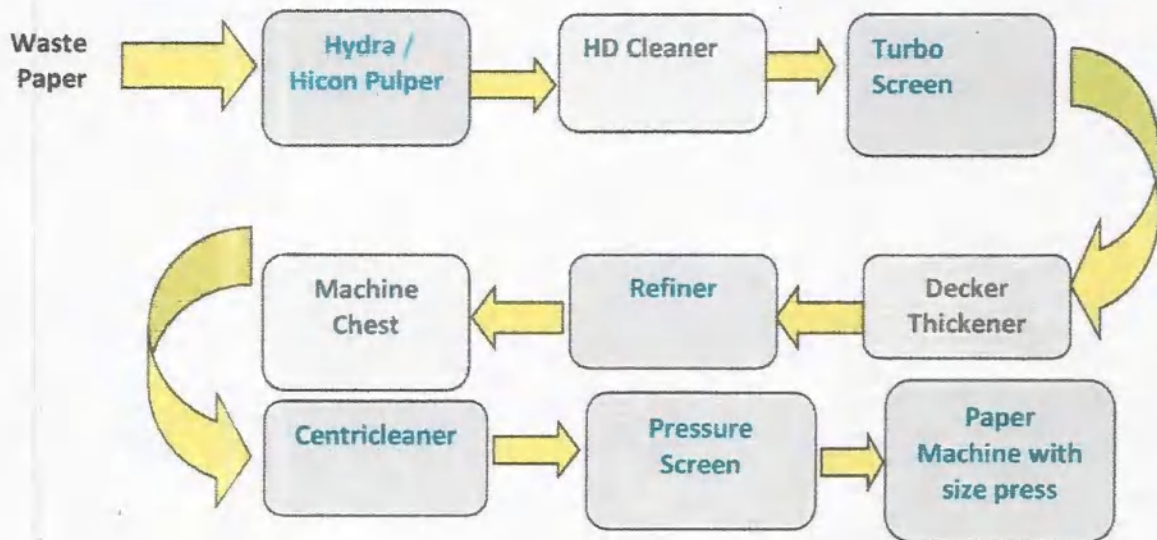 Waste
Paper
Hydra /
Hicon Pulper
HD Cleaner
Turbo
Screen
Decker
Thickener
Refiner
Machine
Chest
Centricleaner
Pressure
Screen
Paper
Machine with
size press